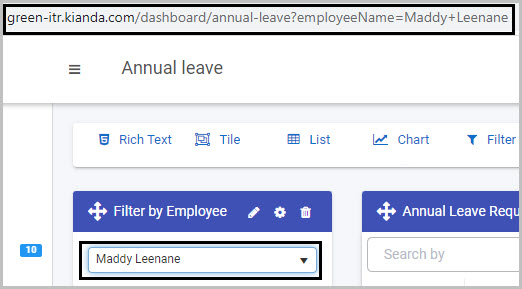 green-itr.kianda.com/dashboard/annual-leave?employeeName=Maddy+Leenane
Annual leave
Rich Text Tile List Chart Filter
Filter by Employee Annual Leave Requ
10
Maddy Leenane Search by